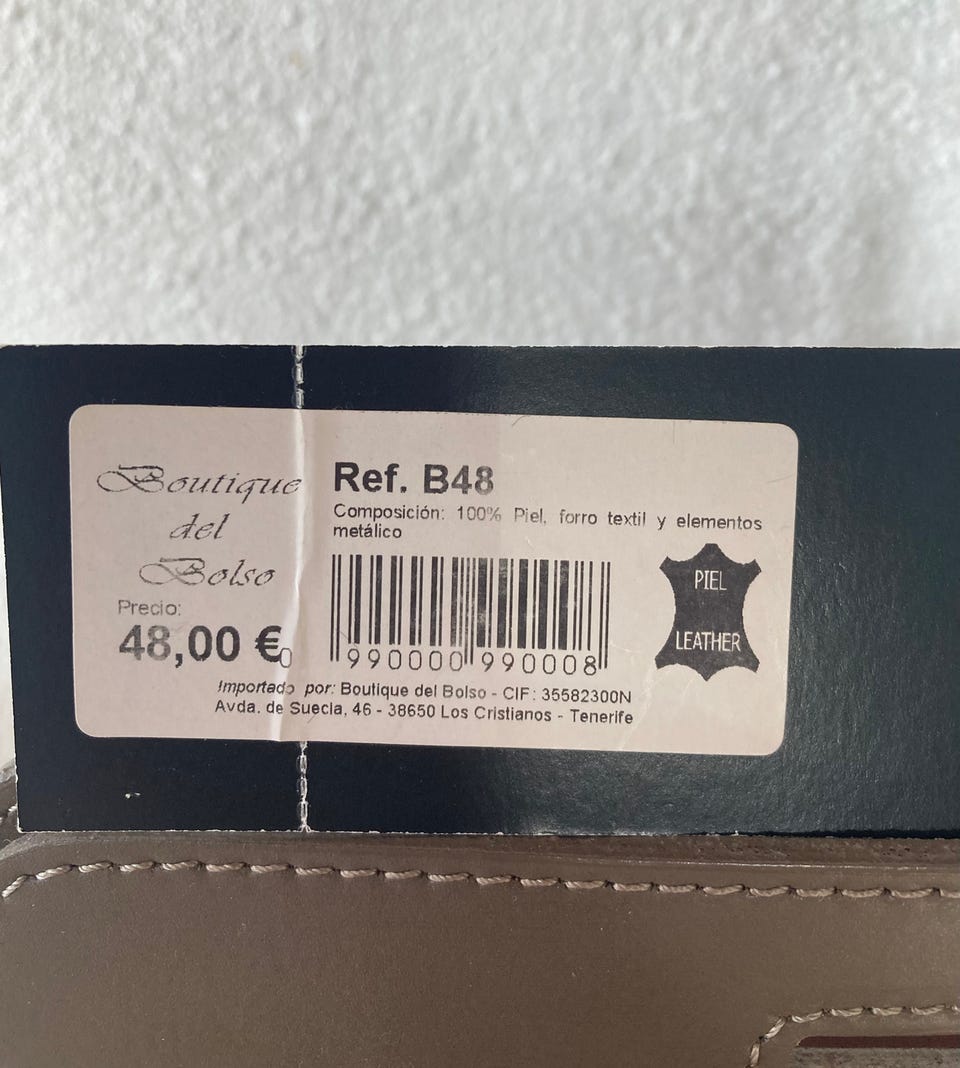 Boutique
del
Bolso
Precio:
48,00 €
Ref. B48
Composición: 100% Piel, forro textil y elementos
metálico
0 990000 990008
PIEL
LEATHER
Importado por: Boutique del Bolso - CIF: 35582300N
Avda. de Suecia, 46 - 38650 Los Cristianos - Tenerife